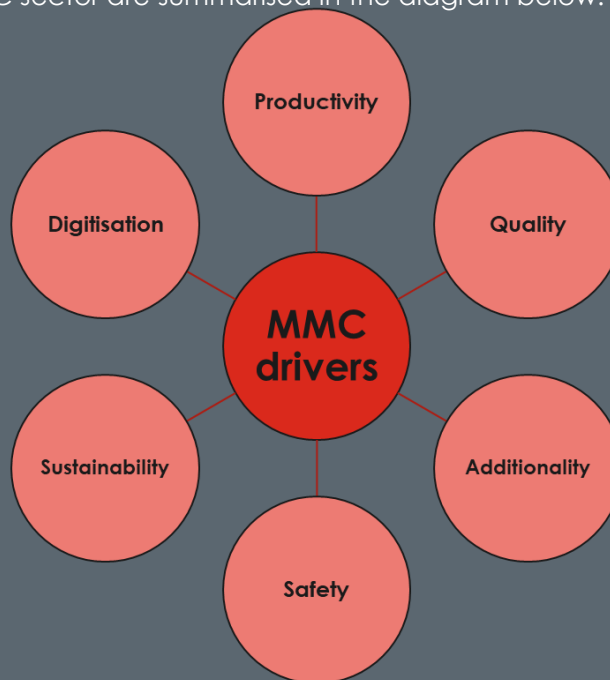 sector are summarised in the diagram below:
Productivity
Digitisation
Quality
MMC
drivers
Sustainability
Additionality
Safety